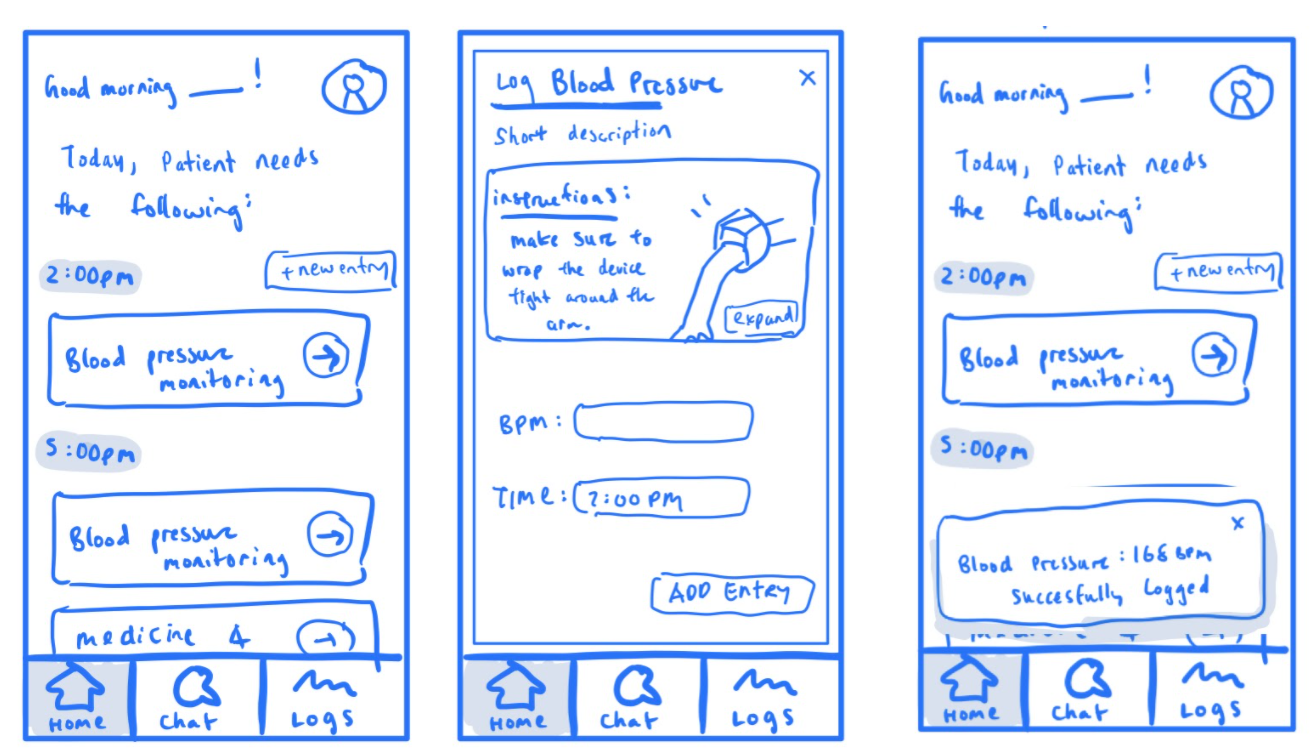 Good morning ____!
Today, Patient needs
the following:
2:00pm
+ new entry
Blood pressure
monitoring
5:00pm
Blood pressure
monitoring
medicine 4
Home
Chat
Logs
Log Blood Pressure
x
Short description
instructions:
make sure to
wrap the device
tight around the
arm.
expand
BPM:
TIME: 2:00 PM
ADD Entry
Home
Chat
Logs
Good morning ____!
Today, Patient needs
the following:
2:00pm
+ new entry
Blood pressure
monitoring
5:00pm
x
Blood Pressure: 168 BPM
Succesfully Logged
Home
Chat
Logs